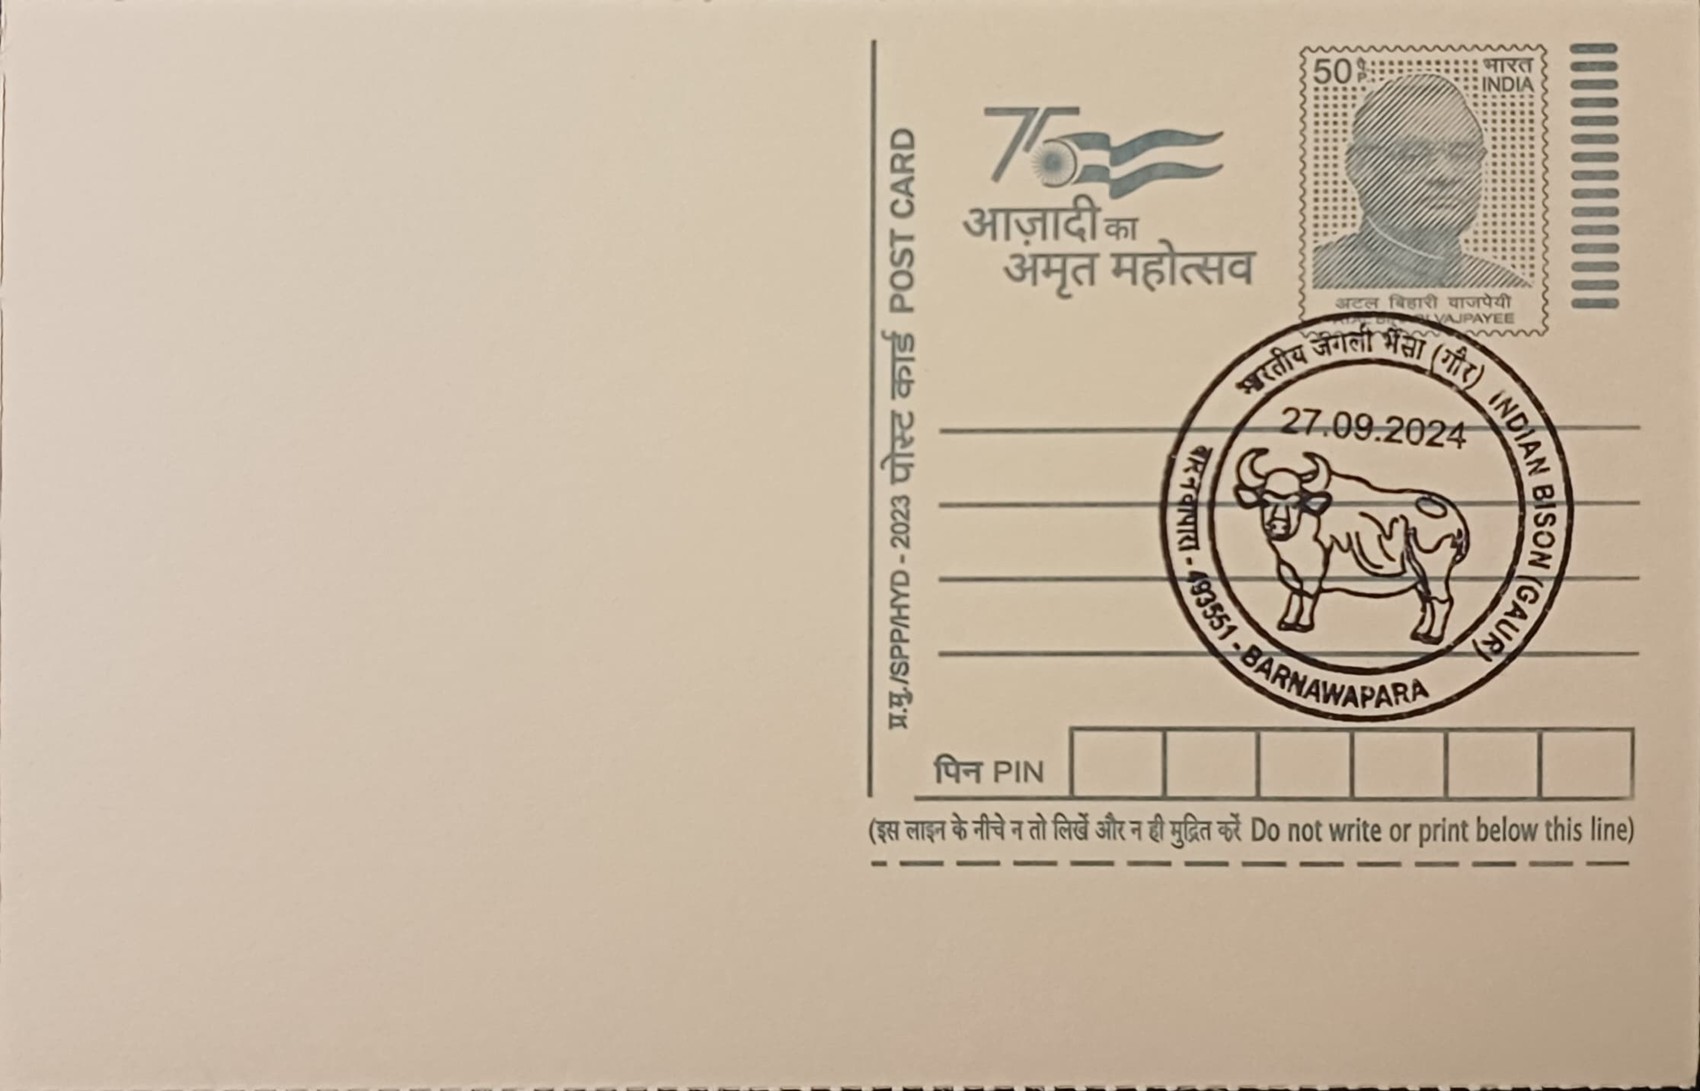 प्र.मु./SPP/HYD - 2023 पोस्ट कार्ड POST CARD
75
आज़ादी का
अमृत महोत्सव
50 पै. P.
भारत
INDIA
अटल बिहारी वाजपेयी
ATAL BIHARI VAJPAYEE
भारतीय जंगली भैंसा (गौर) INDIAN BISON (GAUR)
27.09.2024
बारनवापारा - 493551 - BARNAWAPARA
पिन PIN
(इस लाइन के नीचे न तो लिखें और न ही मुद्रित करें Do not write or print below this line)